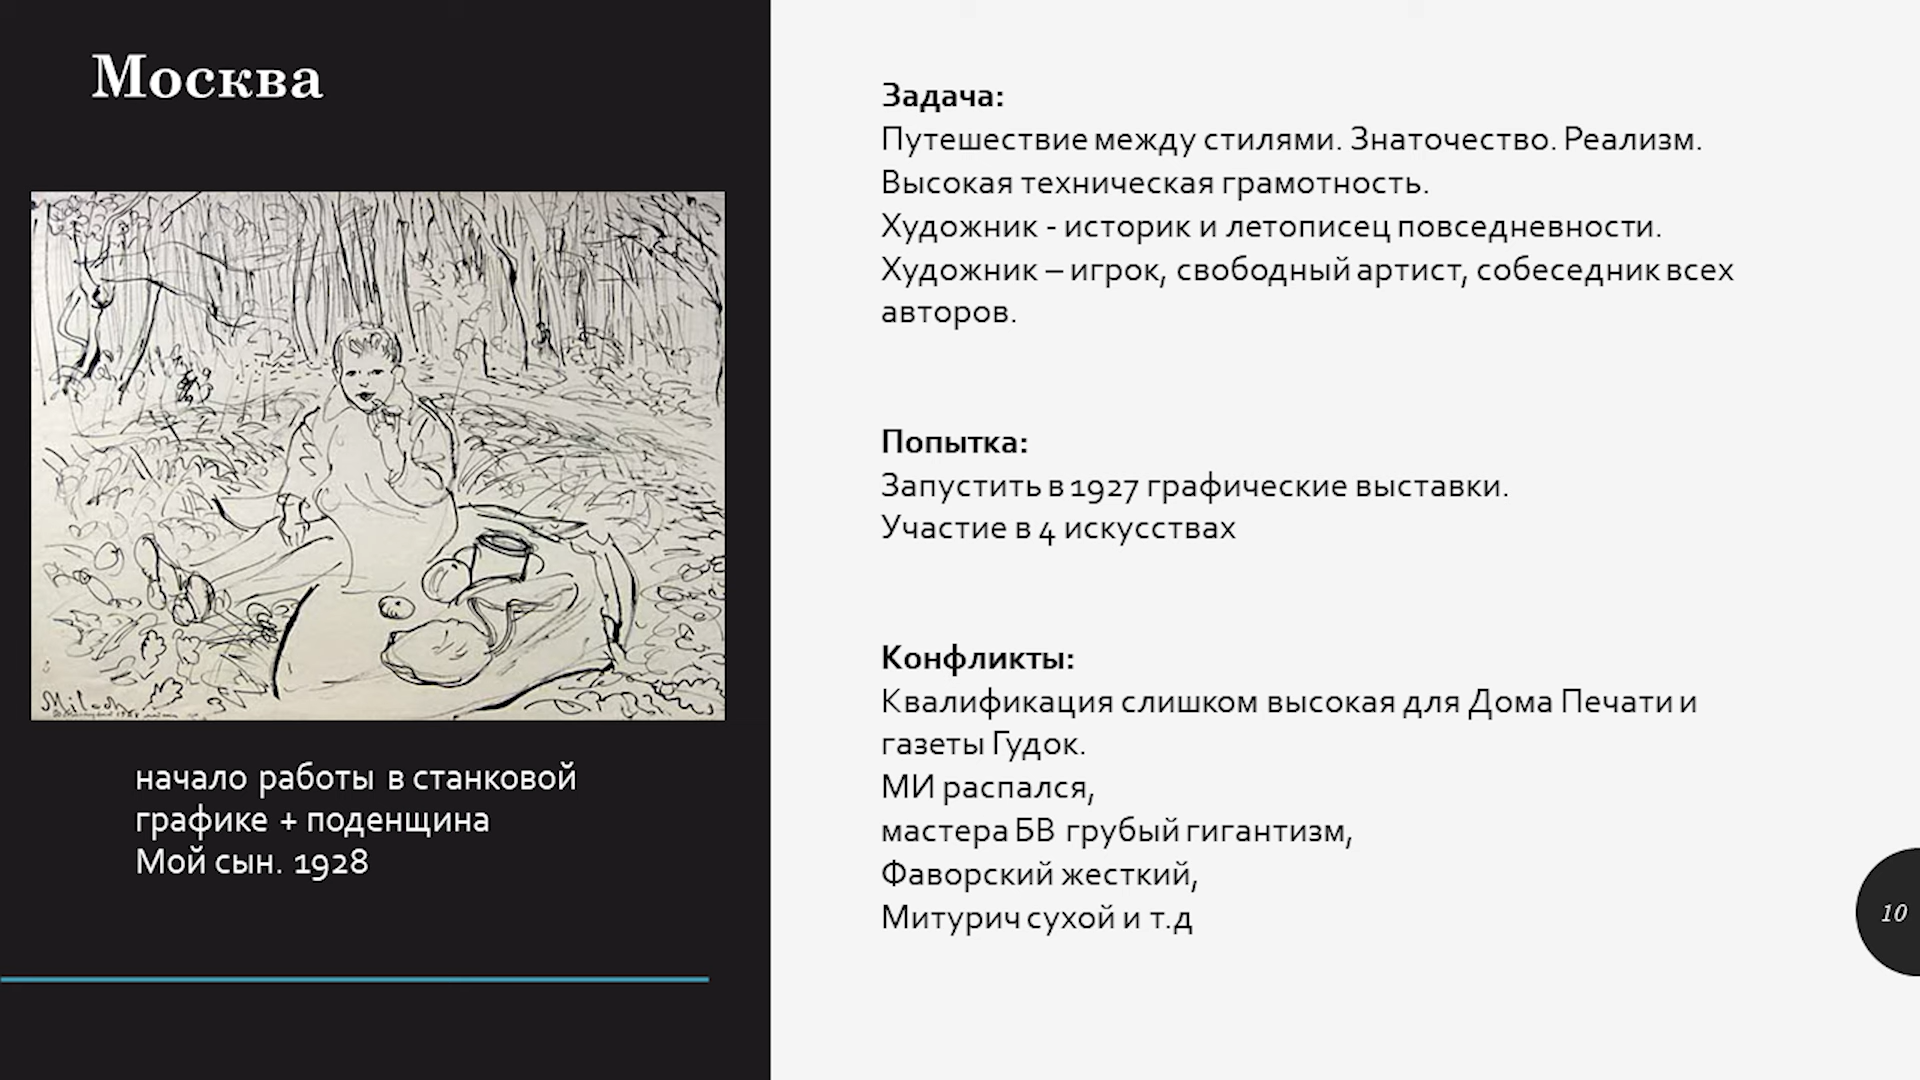 Москва
начало работы в станковой
графике + поденщина
Мой сын. 1928
Задача:
Путешествие между стилями. Знаточество. Реализм.
Высокая техническая грамотность.
Художник - историк и летописец повседневности.
Художник – игрок, свободный артист, собеседник всех
авторов.
Попытка:
Запустить в 1927 графические выставки.
Участие в 4 искусствах
Конфликты:
Квалификация слишком высокая для Дома Печати и
газеты Гудок.
МИ распался,
мастера БВ грубый гигантизм,
Фаворский жесткий,
Митурич сухой и т.д
10